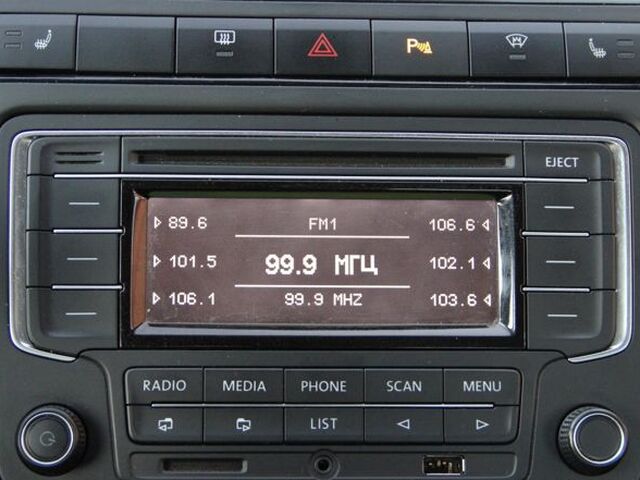 P
EJECT
89.6 FM1 106.6
101.5 99.9 МГЦ 102.1
106.1 99.9 MHZ 103.6
RADIO MEDIA PHONE SCAN MENU
LIST